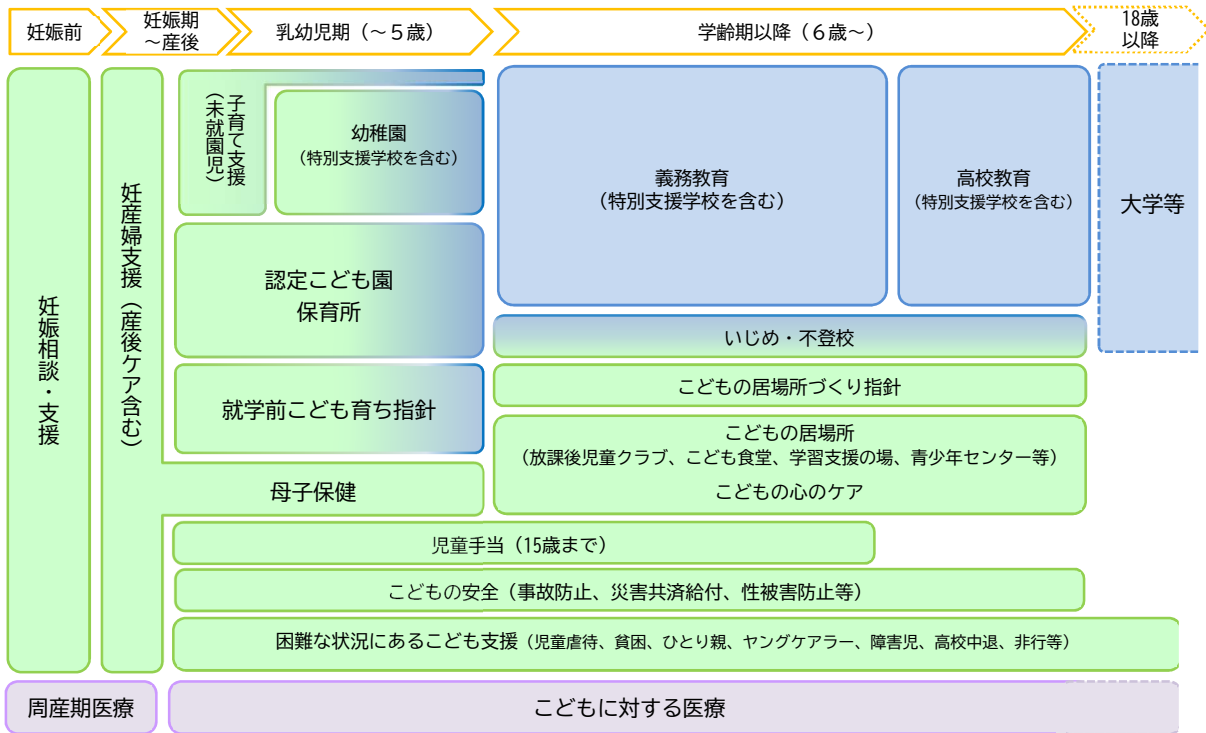 妊娠前
妊娠期
～産後
乳幼児期（～５歳）
学齢期以降（６歳～）
18歳
以降
妊娠相談・支援
妊産婦支援（産後ケア含む）
子育て支援
（未就園児）
幼稚園
（特別支援学校を含む）
認定こども園
保育所
就学前こども育ち指針
母子保健
義務教育
（特別支援学校を含む）
高校教育
（特別支援学校を含む）
大学等
いじめ・不登校
こどもの居場所づくり指針
こどもの居場所
（放課後児童クラブ、こども食堂、学習支援の場、青少年センター等）
こどもの心のケア
児童手当（15歳まで）
こどもの安全（事故防止、災害共済給付、性被害防止等）
困難な状況にあるこども支援（児童虐待、貧困、ひとり親、ヤングケアラー、障害児、高校中退、非行等）
周産期医療
こどもに対する医療